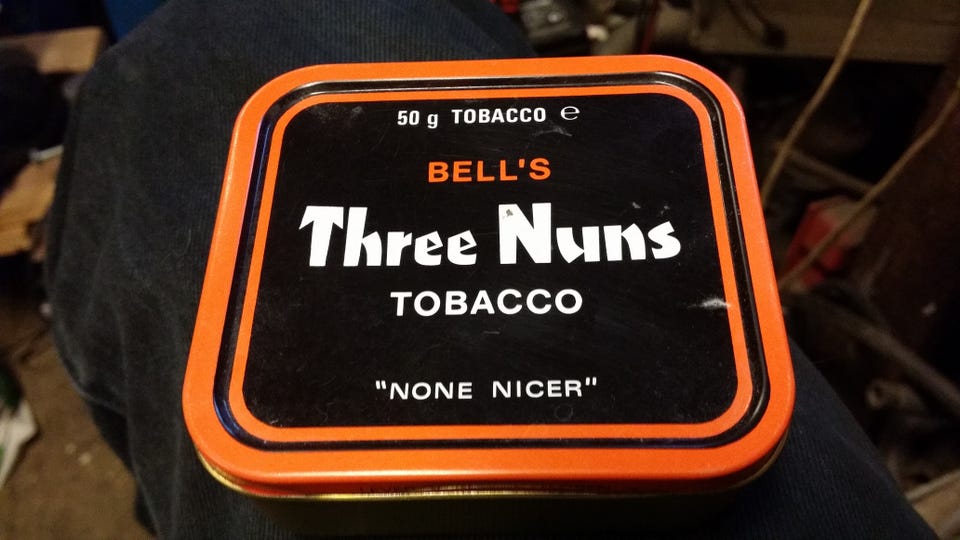 50 g TOBACCO ℮
BELL'S
Three Nuns
TOBACCO
"NONE NICER"